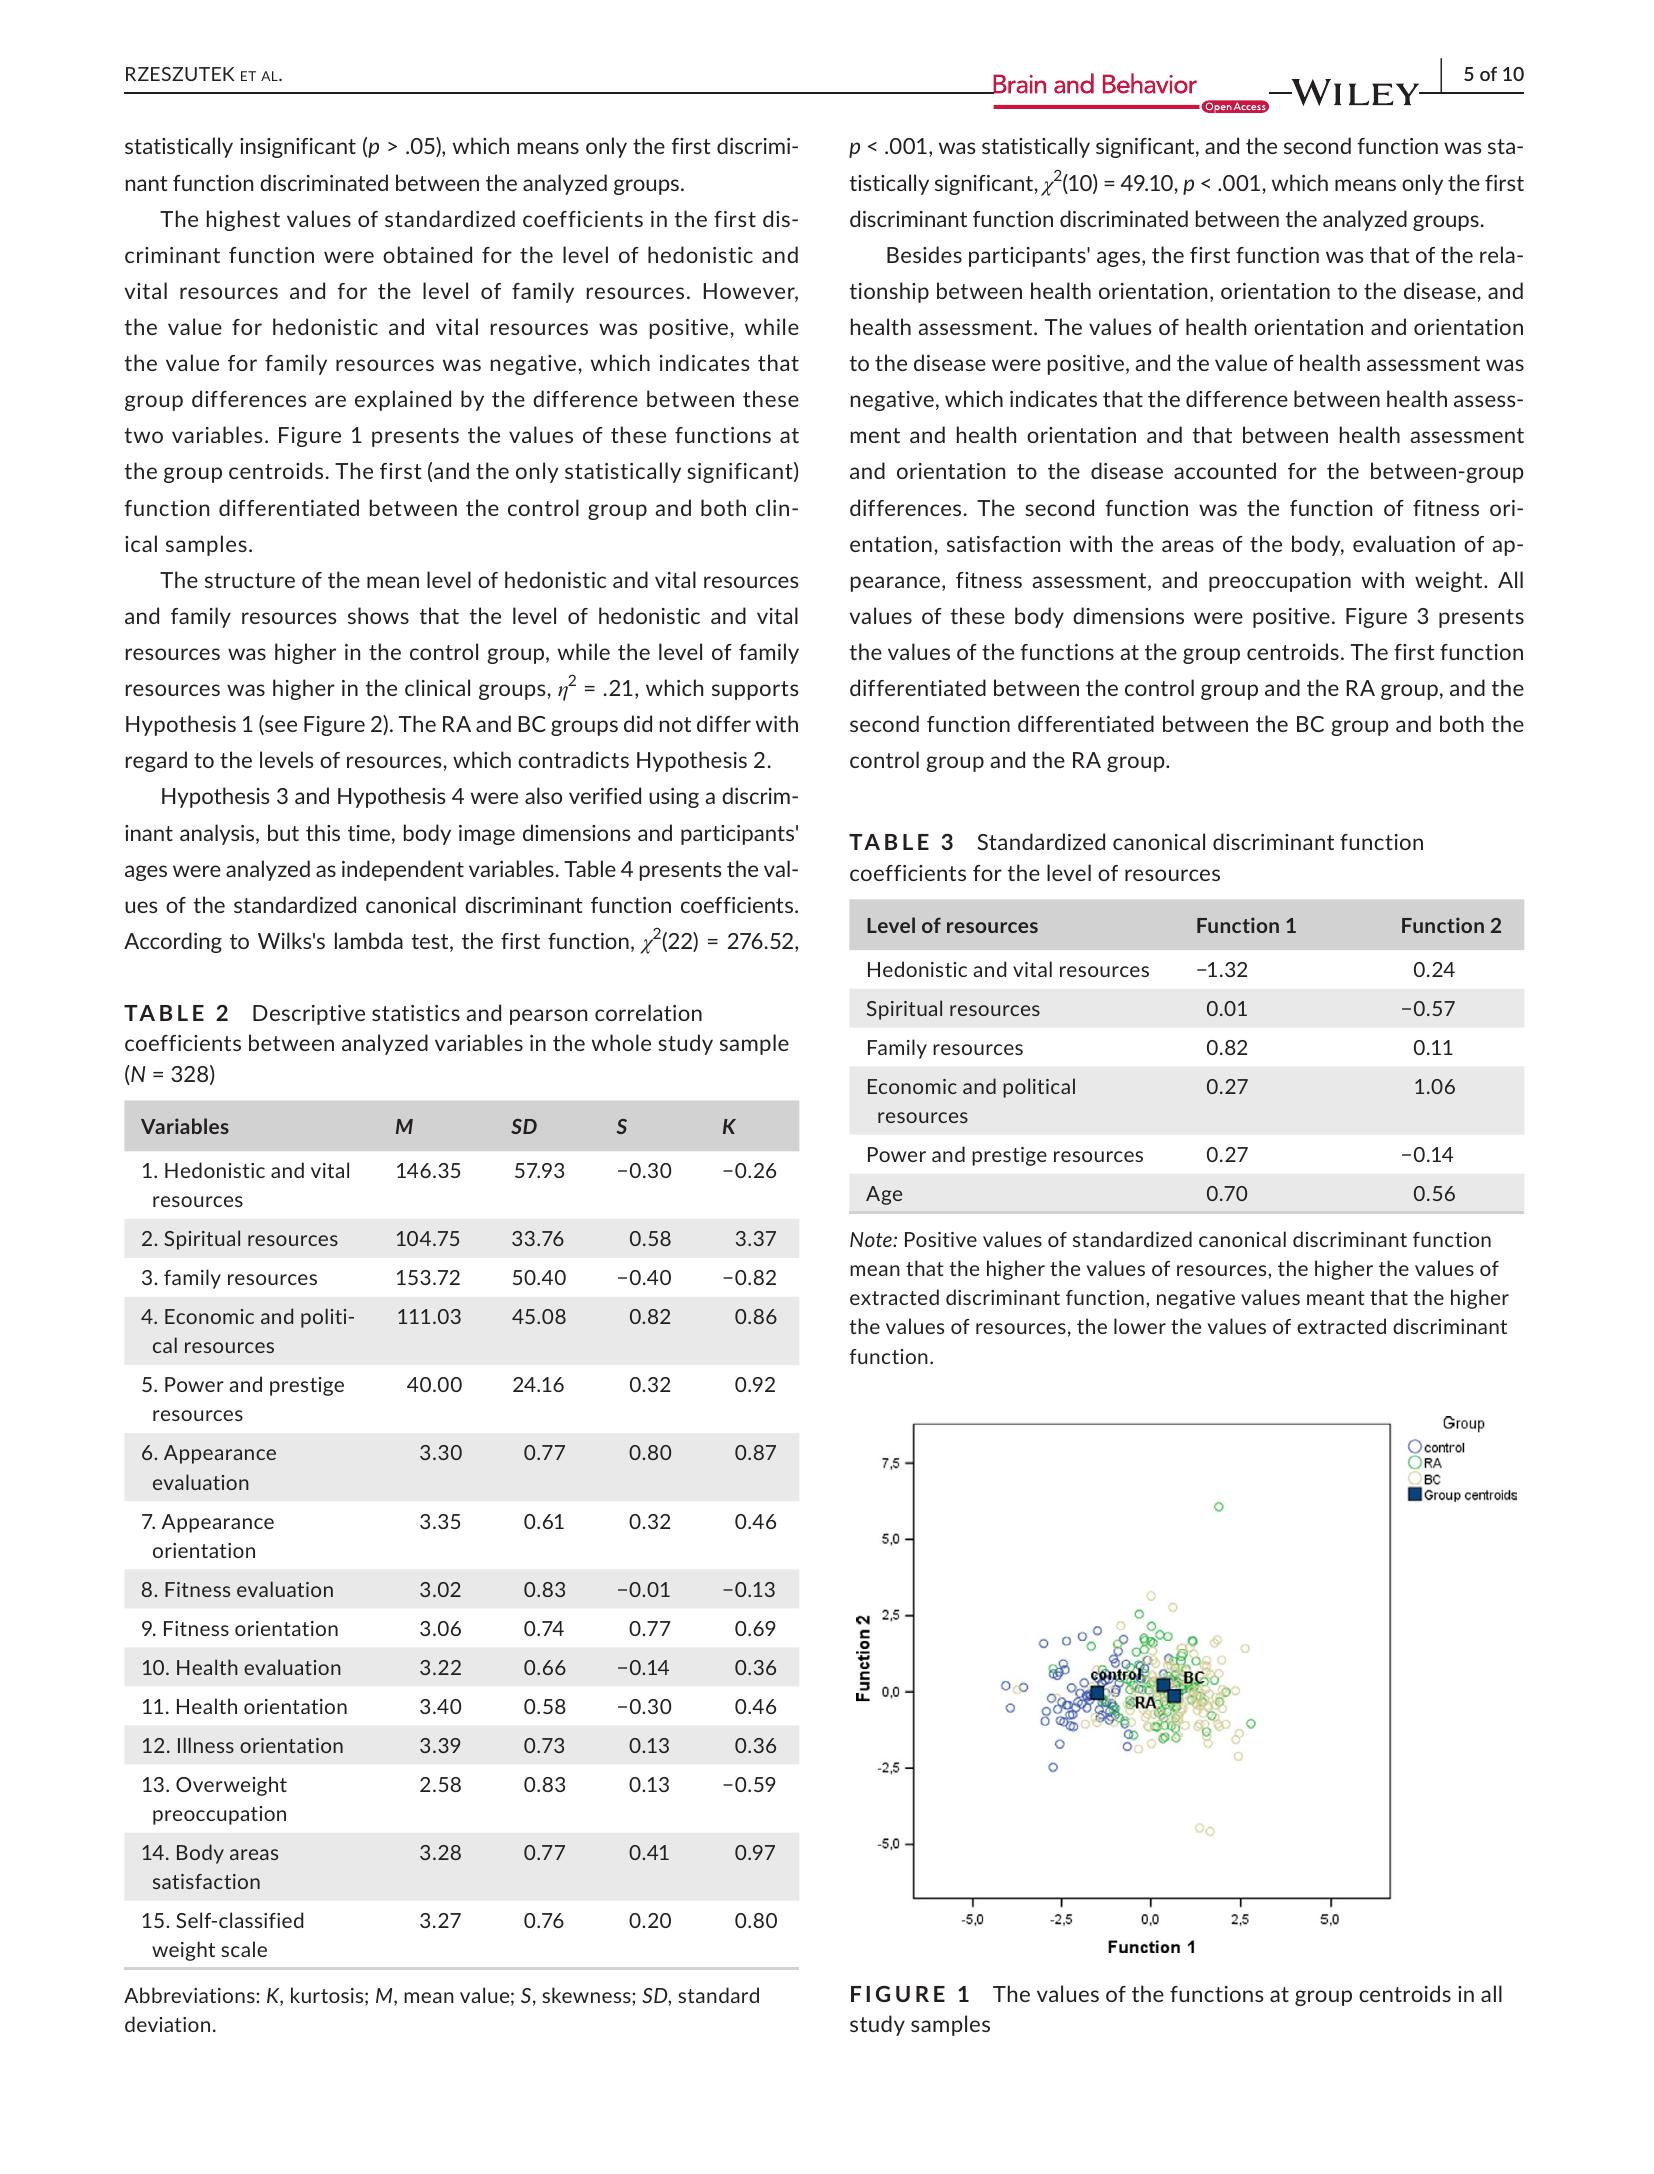 RZESZUTEK ET AL.
Brain and Behavior
Open Access
WILEY
5 of 10
statistically insignificant (p > .05), which means only the first discrimi-
nant function discriminated between the analyzed groups.
The highest values of standardized coefficients in the first dis-
criminant function were obtained for the level of hedonistic and
vital resources and for the level of family resources. However,
the value for hedonistic and vital resources was positive, while
the value for family resources was negative, which indicates that
group differences are explained by the difference between these
two variables. Figure 1 presents the values of these functions at
the group centroids. The first (and the only statistically significant)
function differentiated between the control group and both clin-
ical samples.
The structure of the mean level of hedonistic and vital resources
and family resources shows that the level of hedonistic and vital
resources was higher in the control group, while the level of family
resources was higher in the clinical groups, η² = .21, which supports
Hypothesis 1 (see Figure 2). The RA and BC groups did not differ with
regard to the levels of resources, which contradicts Hypothesis 2.
Hypothesis 3 and Hypothesis 4 were also verified using a discrim-
inant analysis, but this time, body image dimensions and participants'
ages were analyzed as independent variables. Table 4 presents the val-
ues of the standardized canonical discriminant function coefficients.
According to Wilks's lambda test, the first function, χ²(22) = 276.52,
TABLE 2 Descriptive statistics and pearson correlation
coefficients between analyzed variables in the whole study sample
(N = 328)
Variables M SD S K
1. Hedonistic and vital 146.35 57.93 −0.30 −0.26
resources
2. Spiritual resources 104.75 33.76 0.58 3.37
3. family resources 153.72 50.40 −0.40 −0.82
4. Economic and politi- 111.03 45.08 0.82 0.86
cal resources
5. Power and prestige 40.00 24.16 0.32 0.92
resources
6. Appearance 3.30 0.77 0.80 0.87
evaluation
7. Appearance 3.35 0.61 0.32 0.46
orientation
8. Fitness evaluation 3.02 0.83 −0.01 −0.13
9. Fitness orientation 3.06 0.74 0.77 0.69
10. Health evaluation 3.22 0.66 −0.14 0.36
11. Health orientation 3.40 0.58 −0.30 0.46
12. Illness orientation 3.39 0.73 0.13 0.36
13. Overweight 2.58 0.83 0.13 −0.59
preoccupation
14. Body areas 3.28 0.77 0.41 0.97
satisfaction
15. Self-classified 3.27 0.76 0.20 0.80
weight scale
Abbreviations: K, kurtosis; M, mean value; S, skewness; SD, standard
deviation.
p < .001, was statistically significant, and the second function was sta-
tistically significant, χ²(10) = 49.10, p < .001, which means only the first
discriminant function discriminated between the analyzed groups.
Besides participants' ages, the first function was that of the rela-
tionship between health orientation, orientation to the disease, and
health assessment. The values of health orientation and orientation
to the disease were positive, and the value of health assessment was
negative, which indicates that the difference between health assess-
ment and health orientation and that between health assessment
and orientation to the disease accounted for the between-group
differences. The second function was the function of fitness ori-
entation, satisfaction with the areas of the body, evaluation of ap-
pearance, fitness assessment, and preoccupation with weight. All
values of these body dimensions were positive. Figure 3 presents
the values of the functions at the group centroids. The first function
differentiated between the control group and the RA group, and the
second function differentiated between the BC group and both the
control group and the RA group.
TABLE 3 Standardized canonical discriminant function
coefficients for the level of resources
Level of resources Function 1 Function 2
Hedonistic and vital resources −1.32 0.24
Spiritual resources 0.01 −0.57
Family resources 0.82 0.11
Economic and political 0.27 1.06
resources
Power and prestige resources 0.27 −0.14
Age 0.70 0.56
Note: Positive values of standardized canonical discriminant function
mean that the higher the values of resources, the higher the values of
extracted discriminant function, negative values meant that the higher
the values of resources, the lower the values of extracted discriminant
function.
Group
control
RA
BC
Group centroids
7,5
5,0
2,5
0,0
-2,5
-5,0
Function 2
control
BC
RA
-5,0 -2,5 0,0 2,5 5,0
Function 1
FIGURE 1 The values of the functions at group centroids in all
study samples